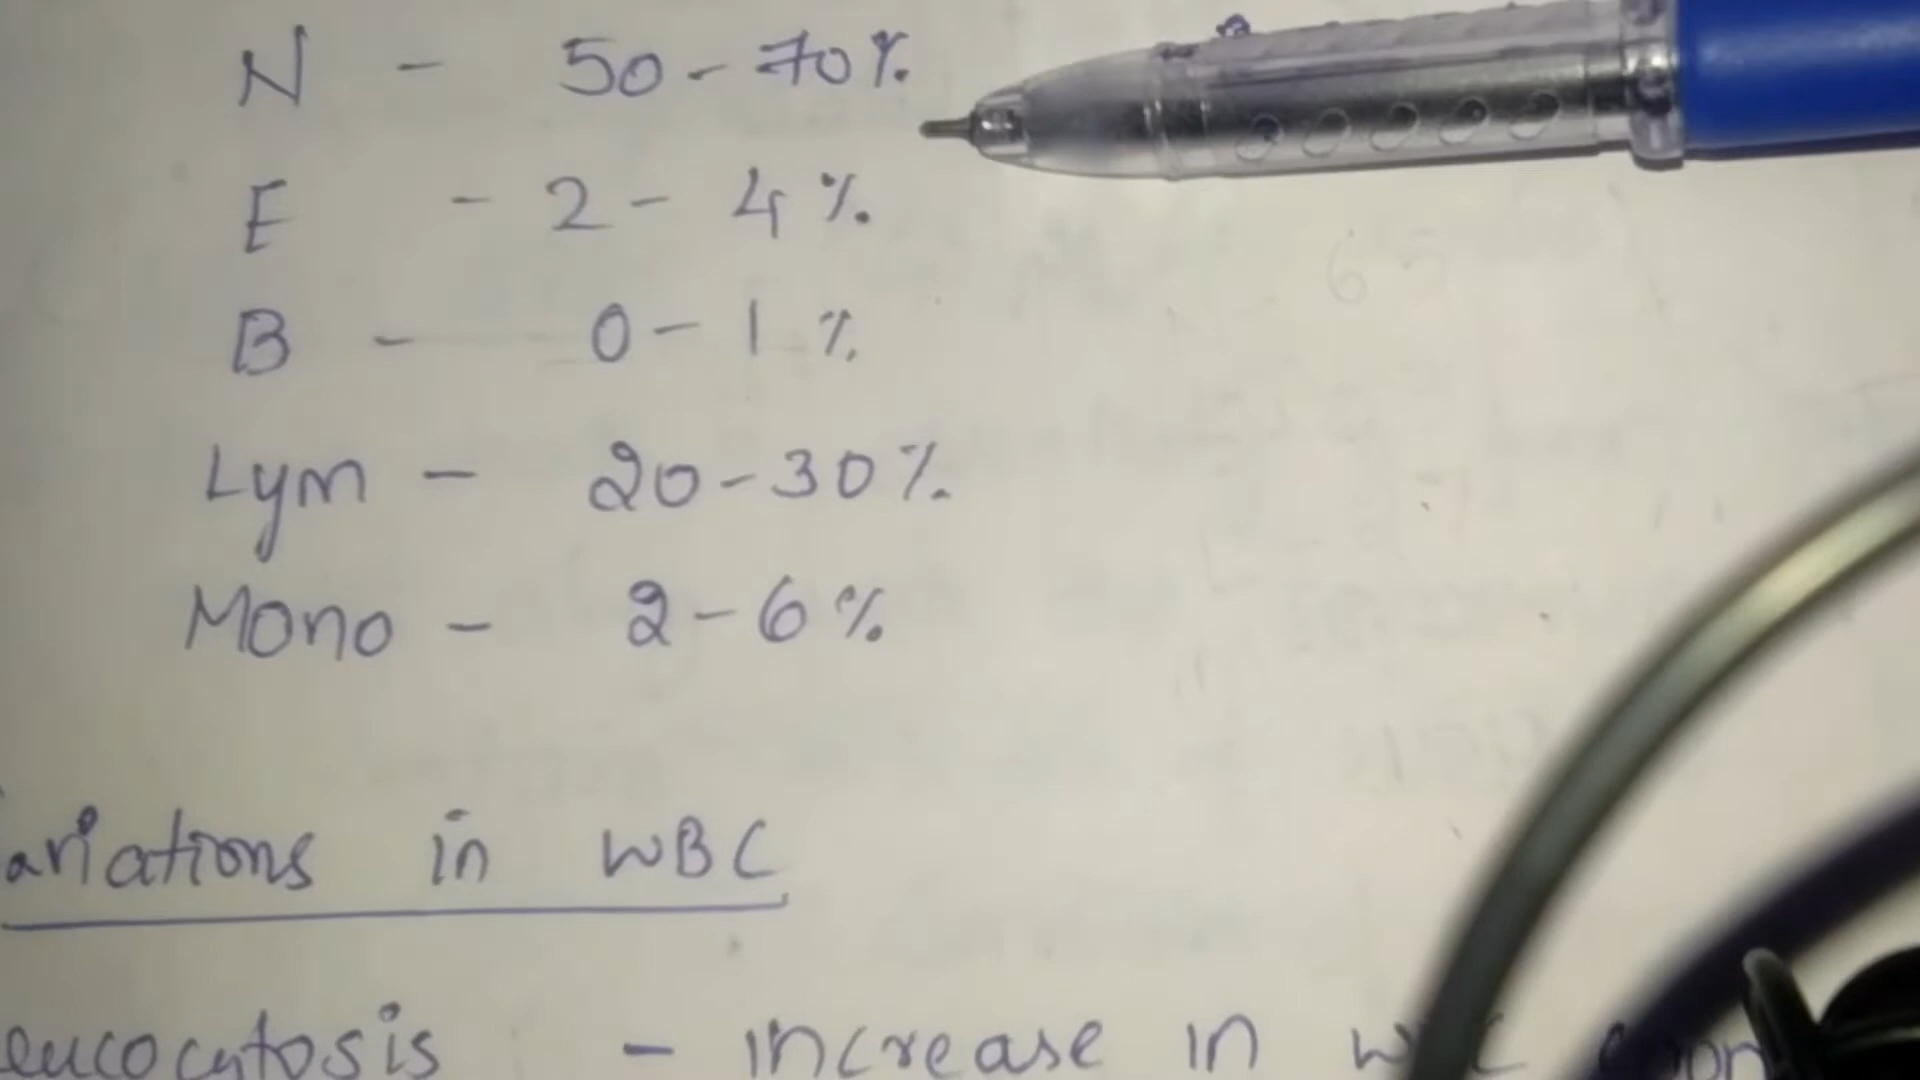 N - 50 - 70%
E - 2 - 4%
B - 0 - 1%
Lym - 20 - 30%
Mono - 2 - 6%
ariations in WBC
eucocytosis - increase in